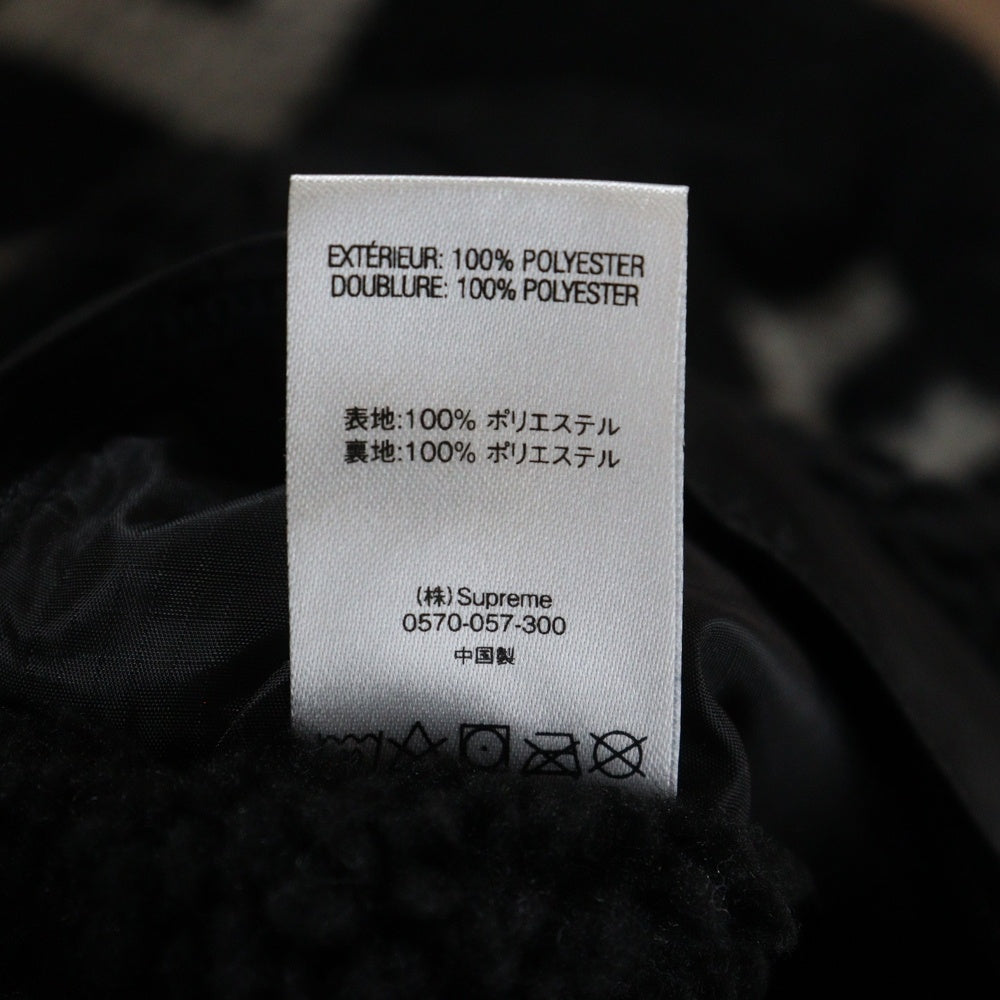 EXTÉRIEUR: 100% POLYESTER
DOUBLURE: 100% POLYESTER
表地:100% ポリエステル
裏地:100% ポリエステル
(株)Supreme
0570-057-300
中国製